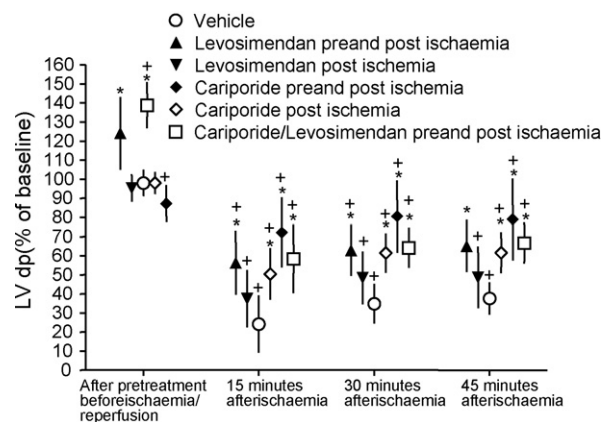 Vehicle
Levosimendan preand post ischaemia
Levosimendan post ischemia
Cariporide preand post ischemia
Cariporide post ischemia
Cariporide/Levosimendan preand post ischaemia
LV dp(% of baseline)
160
150
140
130
120
110
100
90
80
70
60
50
40
30
20
10
0
* + * +
+ * + + + * + * + *
+ * + + + * + * + *
* + + + * + * + *
After pretreatment
beforeischaemia/
reperfusion
15 minutes
afterischaemia
30 minutes
afterischaemia
45 minutes
afterischaemia